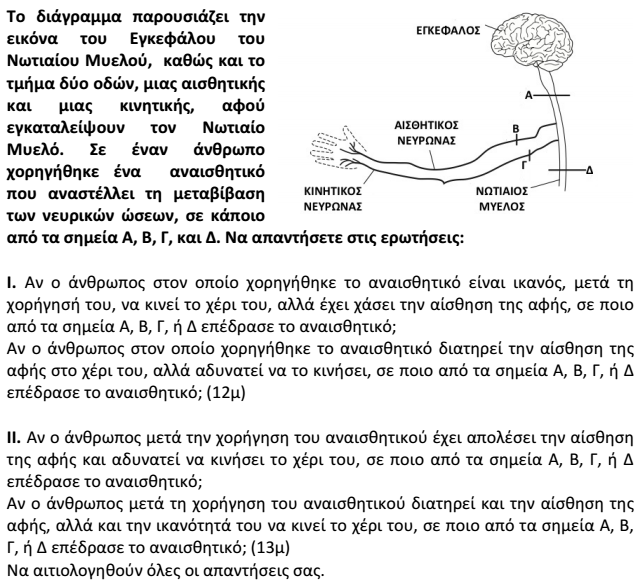 Το διάγραμμα παρουσιάζει την
εικόνα του Εγκεφάλου του
Νωτιαίου Μυελού, καθώς και το
τμήμα δύο οδών, μιας αισθητικής
και μιας κινητικής, αφού
εγκαταλείψουν τον Νωτιαίο
Μυελό. Σε έναν άνθρωπο
χορηγήθηκε ένα αναισθητικό
που αναστέλλει τη μεταβίβαση
των νευρικών ώσεων, σε κάποιο
από τα σημεία Α, Β, Γ, και Δ. Να απαντήσετε στις ερωτήσεις:
ΕΓΚΕΦΑΛΟΣ
Α
ΑΙΣΘΗΤΙΚΟΣ
ΝΕΥΡΩΝΑΣ
Β
Γ
Δ
ΚΙΝΗΤΙΚΟΣ
ΝΕΥΡΩΝΑΣ
ΝΩΤΙΑΙΟΣ
ΜΥΕΛΟΣ
I. Αν ο άνθρωπος στον οποίο χορηγήθηκε το αναισθητικό είναι ικανός, μετά τη
χορήγησή του, να κινεί το χέρι του, αλλά έχει χάσει την αίσθηση της αφής, σε ποιο
από τα σημεία Α, Β, Γ, ή Δ επέδρασε το αναισθητικό;
Αν ο άνθρωπος στον οποίο χορηγήθηκε το αναισθητικό διατηρεί την αίσθηση της
αφής στο χέρι του, αλλά αδυνατεί να το κινήσει, σε ποιο από τα σημεία Α, Β, Γ, ή Δ
επέδρασε το αναισθητικό; (12μ)
II. Αν ο άνθρωπος μετά την χορήγηση του αναισθητικού έχει απολέσει την αίσθηση
της αφής και αδυνατεί να κινήσει το χέρι του, σε ποιο από τα σημεία Α, Β, Γ, ή Δ
επέδρασε το αναισθητικό;
Αν ο άνθρωπος μετά τη χορήγηση του αναισθητικού διατηρεί και την αίσθηση της
αφής, αλλά και την ικανότητά του να κινεί το χέρι του, σε ποιο από τα σημεία Α, Β,
Γ, ή Δ επέδρασε το αναισθητικό; (13μ)
Να αιτιολογηθούν όλες οι απαντήσεις σας.